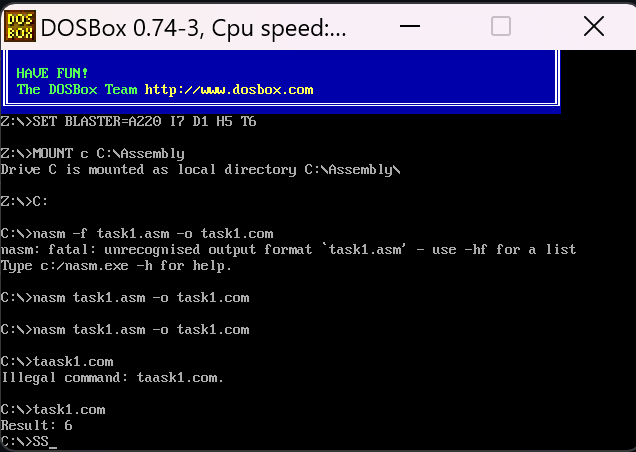 DOS
BOX
DOSBox 0.74-3, Cpu speed:...
HAVE FUN!
The DOSBox Team http://www.dosbox.com
Z:\>SET BLASTER=A220 I7 D1 H5 T6
Z:\>MOUNT c C:\Assembly
Drive C is mounted as local directory C:\Assembly\
Z:\>C:
C:\>nasm -f task1.asm -o task1.com
nasm: fatal: unrecognised output format `task1.asm' - use -hf for a list
Type c:/nasm.exe -h for help.
C:\>nasm task1.asm -o task1.com
C:\>nasm task1.asm -o task1.com
C:\>taask1.com
Illegal command: taask1.com.
C:\>task1.com
Result: 6
C:\>SS_